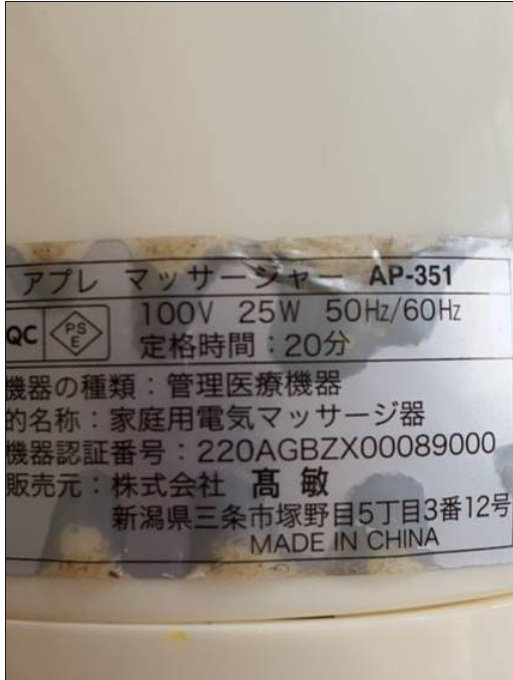 アプレ マッサージャー AP-351
QC PSE 100V 25W 50Hz/60Hz
定格時間：20分
機器の種類：管理医療機器
的名称：家庭用電気マッサージ器
機器認証番号：220AGBZX00089000
販売元：株式会社 髙敏
新潟県三条市塚野目5丁目3番12号
MADE IN CHINA